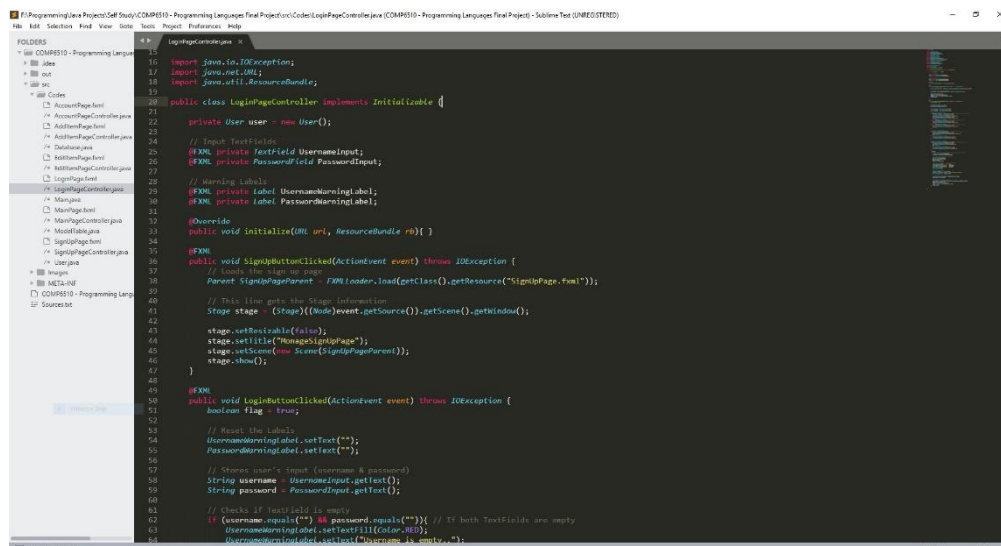 F:\Programming\Java Projects\Self Study\COMP6510 - Programming Languages Final Project\src\Codes\LoginPageController.java (COMP6510 - Programming Languages Final Project) - Sublime Text (UNREGISTERED)
File Edit Selection Find View Goto Tools Project Preferences Help
FOLDERS
LoginPageController.java
COMP6510 - Programming Languag
.idea
out
src
Codes
AccountPage.fxml
AccountPageController.java
AddItemPage.fxml
AddItemPageController.java
Database.java
EditItemPage.fxml
EditItemPageController.java
LoginPage.fxml
LoginPageController.java
Main.java
MainPage.fxml
MainPageController.java
ModelTable.java
SignUpPage.fxml
SignUpPageController.java
User.java
Images
META-INF
COMP6510 - Programming Langu
Sources.txt
15
16 import java.io.IOException;
17 import java.net.URL;
18 import java.util.ResourceBundle;
19
20 public class LoginPageController implements Initializable {
21
22 private User user = new User();
23
24 // Input TextFields
25 @FXML private TextField UsernameInput;
26 @FXML private PasswordField PasswordInput;
27
28 // Warning Labels
29 @FXML private Label UsernameWarningLabel;
30 @FXML private Label PasswordWarningLabel;
31
32 @Override
33 public void initialize(URL url, ResourceBundle rb){ }
34
35 @FXML
36 public void SignUpButtonClicked(ActionEvent event) throws IOException {
37 // Loads the sign up page
38 Parent SignUpPageParent = FXMLLoader.load(getClass().getResource("SignUpPage.fxml"));
39
40 // This line gets the Stage information
41 Stage stage = (Stage)((Node)event.getSource()).getScene().getWindow();
42
43 stage.setResizable(false);
44 stage.setTitle("MonageSignUpPage");
45 stage.setScene(new Scene(SignUpPageParent));
46 stage.show();
47 }
48
49 @FXML
50 public void LoginButtonClicked(ActionEvent event) throws IOException {
51 boolean flag = true;
52
53 // Reset the Labels
54 UsernameWarningLabel.setText("");
55 PasswordWarningLabel.setText("");
56
57 // Stores user's input (username & password)
58 String username = UsernameInput.getText();
59 String password = PasswordInput.getText();
60
61 // Checks if TextField is empty
62 if (username.equals("") && password.equals("")){ // If both TextFields are empty
63 UsernameWarningLabel.setTextFill(Color.RED);
64 UsernameWarningLabel.setText("Username is empty..");